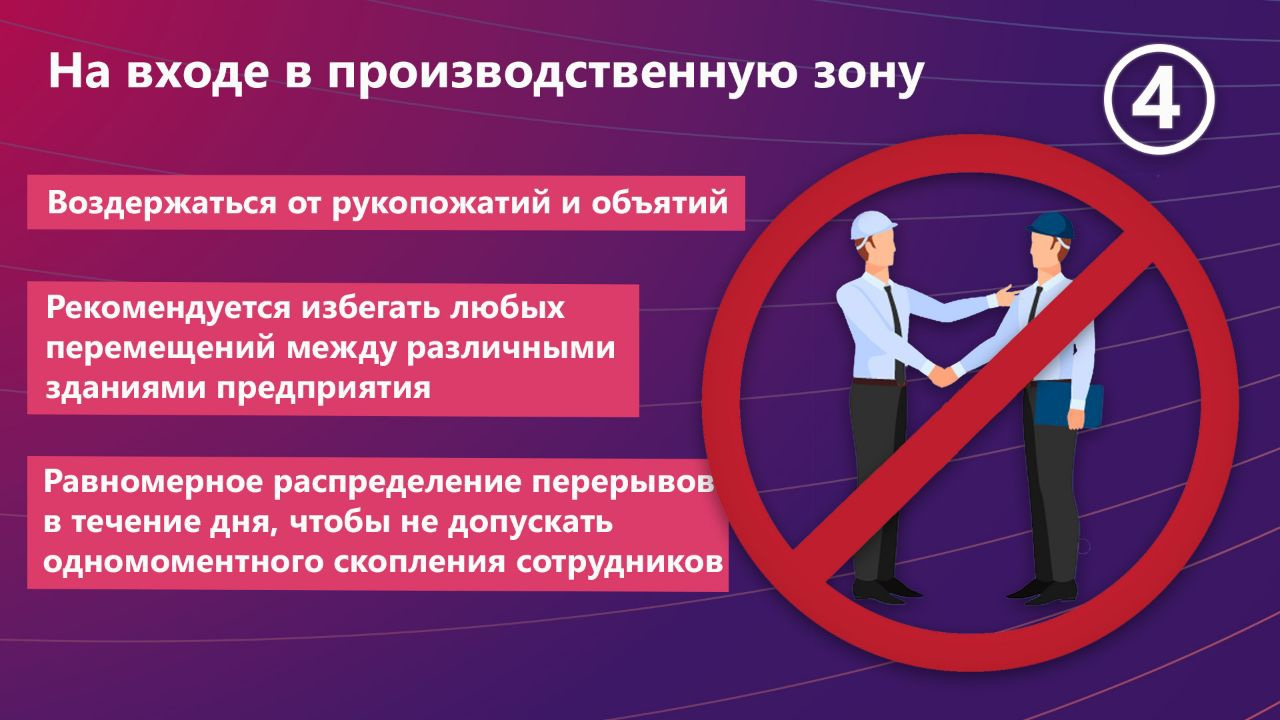 На входе в производственную зону
4
Воздержаться от рукопожатий и объятий
Рекомендуется избегать любых
перемещений между различными
зданиями предприятия
Равномерное распределение перерывов
в течение дня, чтобы не допускать
одномоментного скопления сотрудников